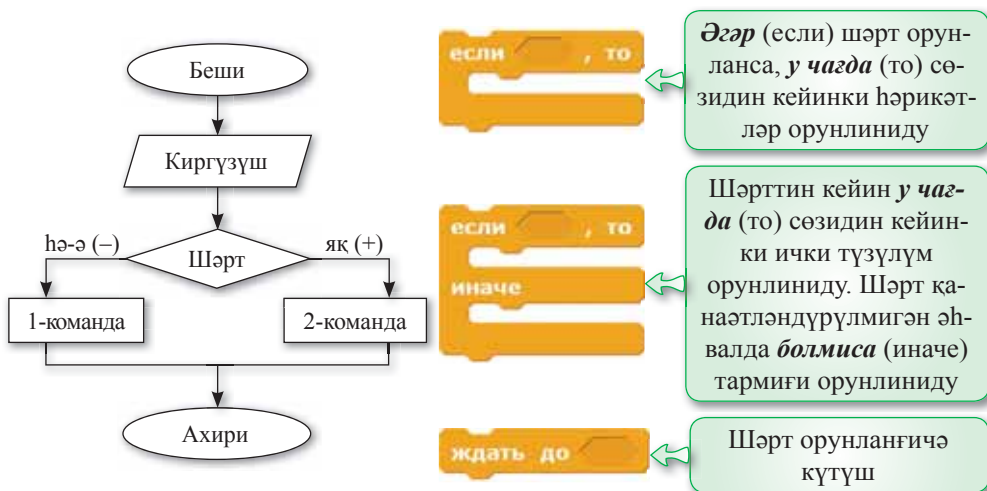 Беши
Киргүзүш
һә-ә (–)
Шәрт
яқ (+)
1-команда
2-команда
Ахири
если , то
Әгәр (если) шәрт орун-
ланса, у чағда (то) сө-
зидин кейинки һәрикәт-
ләр орунлиниду
если , то
иначе
Шәрттин кейин у чағ-
да (то) сөзидин кейин-
ки ички түзүлүм
орунлиниду. Шәрт қа-
наәтләндүрүлмигән әһ-
валда болмиса (иначе)
тармиғи орунлиниду
ждать до
Шәрт орунланғичә
күтүш